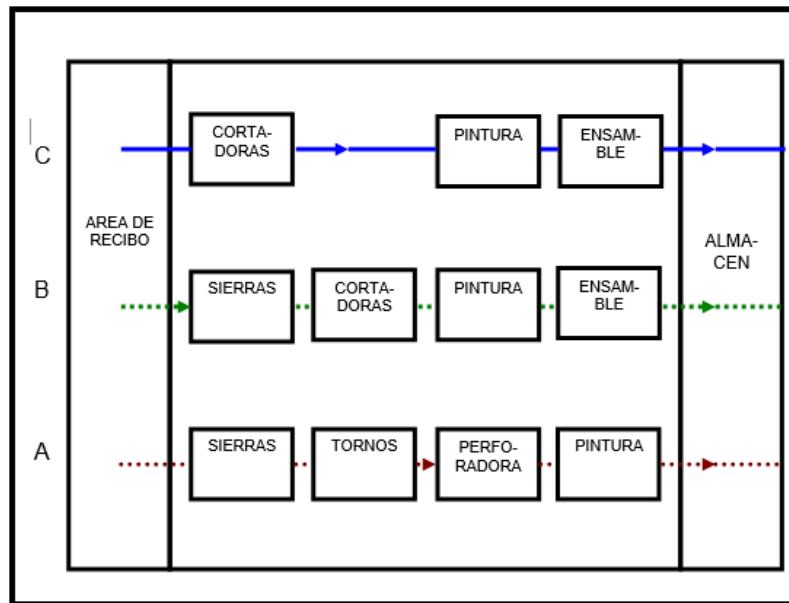 C
CORTA-
DORAS
PINTURA
ENSAM-
BLE
AREA DE
RECIBO
ALMA-
CEN
B
SIERRAS
CORTA-
DORAS
PINTURA
ENSAM-
BLE
A
SIERRAS
TORNOS
PERFO-
RADORA
PINTURA